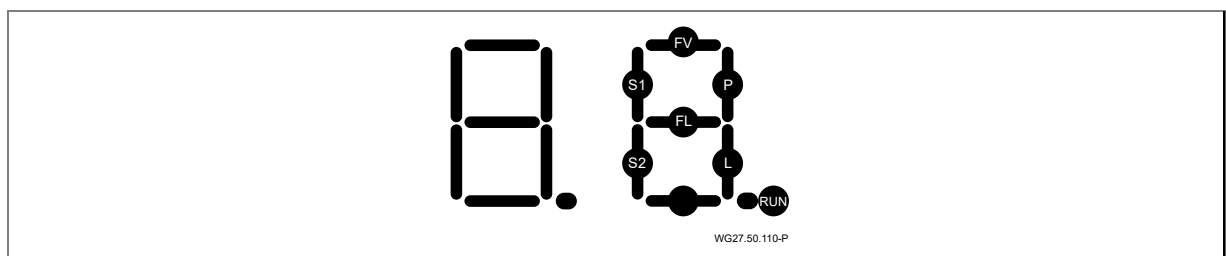 FV
S1 P
FL
S2 L
RUN
WG27.50.110-P